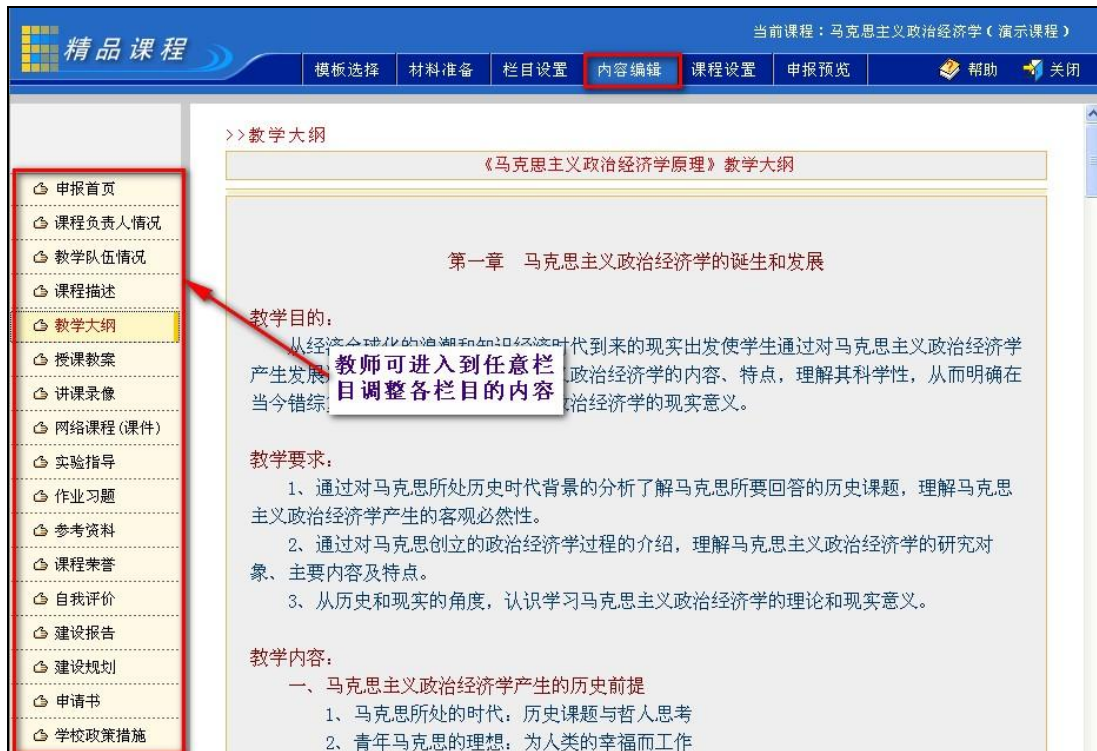 精品课程
当前课程：马克思主义政治经济学（演示课程）
模板选择 材料准备 栏目设置 内容编辑 课程设置 申报预览 帮助 关闭
申报首页
课程负责人情况
教学队伍情况
课程描述
教学大纲
授课教案
讲课录像
网络课程(课件)
实验指导
作业习题
参考资料
课程荣誉
自我评价
建设报告
建设规划
申请书
学校政策措施
>>教学大纲
《马克思主义政治经济学原理》教学大纲
第一章 马克思主义政治经济学的诞生和发展
教学目的：
从经济全球化的浪潮和知识经济时代到来的现实出发使学生通过对马克思主义政治经济学
产生发展 政治经济学的内容、特点，理解其科学性，从而明确在
当今错综 政治经济学的现实意义。
教师可进入到任意栏
目调整各栏目的内容
教学要求：
1、通过对马克思所处历史时代背景的分析了解马克思所要回答的历史课题，理解马克思
主义政治经济学产生的客观必然性。
2、通过对马克思创立的政治经济学过程的介绍，理解马克思主义政治经济学的研究对
象、主要内容及特点。
3、从历史和现实的角度，认识学习马克思主义政治经济学的理论和现实意义。
教学内容：
一、马克思主义政治经济学产生的历史前提
1、马克思所处的时代：历史课题与哲人思考
2、青年马克思的理想：为人类的幸福而工作